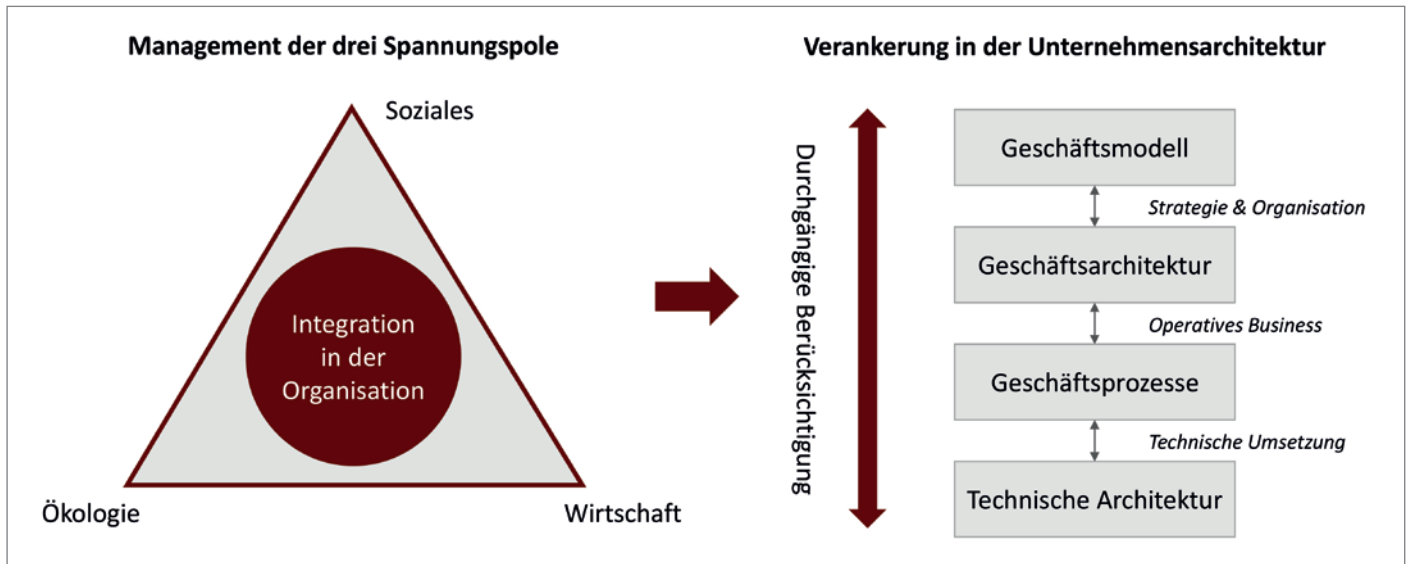 Management der drei Spannungspole
Soziales
Integration
in der
Organisation
Ökologie
Wirtschaft
Verankerung in der Unternehmensarchitektur
Durchgängige Berücksichtigung
Geschäftsmodell
Strategie & Organisation
Geschäftsarchitektur
Operatives Business
Geschäftsprozesse
Technische Umsetzung
Technische Architektur